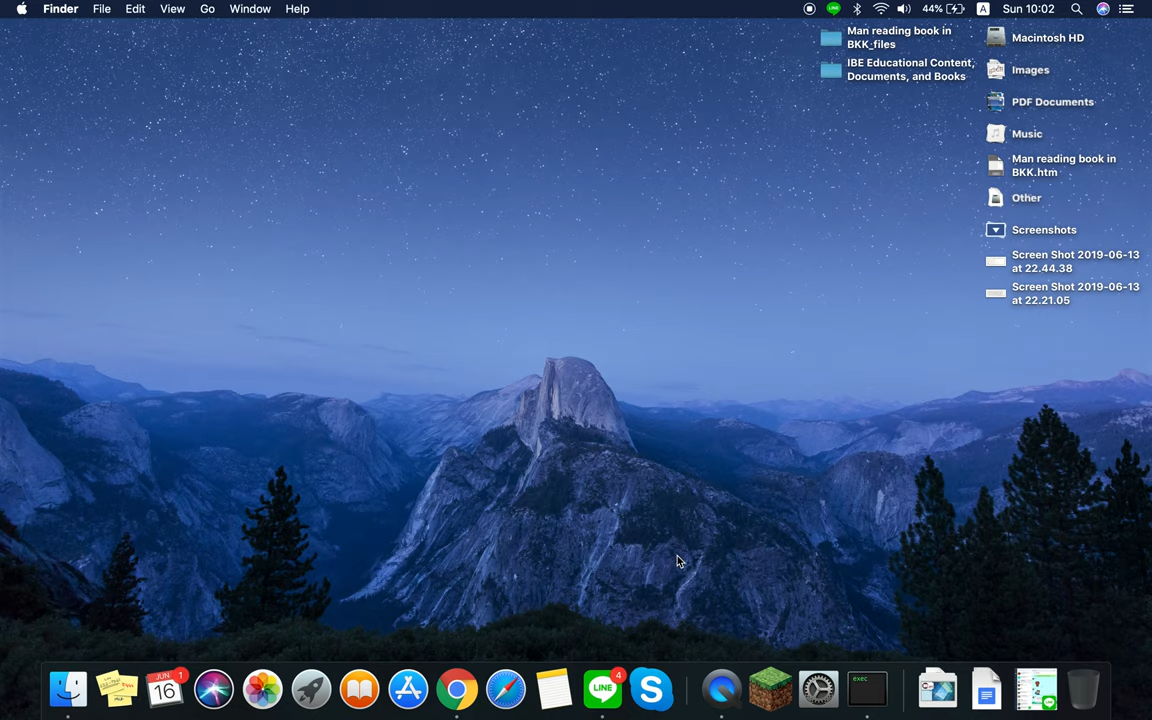 Finder File Edit View Go Window Help
LINE 44% A Sun 10:02
Man reading book in
BKK_files
IBE Educational Content,
Documents, and Books
Macintosh HD
Images
PDF Documents
Music
Man reading book in
BKK.htm
Other
Screenshots
Screen Shot 2019-06-13
at 22.44.38
Screen Shot 2019-06-13
at 22.21.05
JUN 1
16
LINE 4
exec